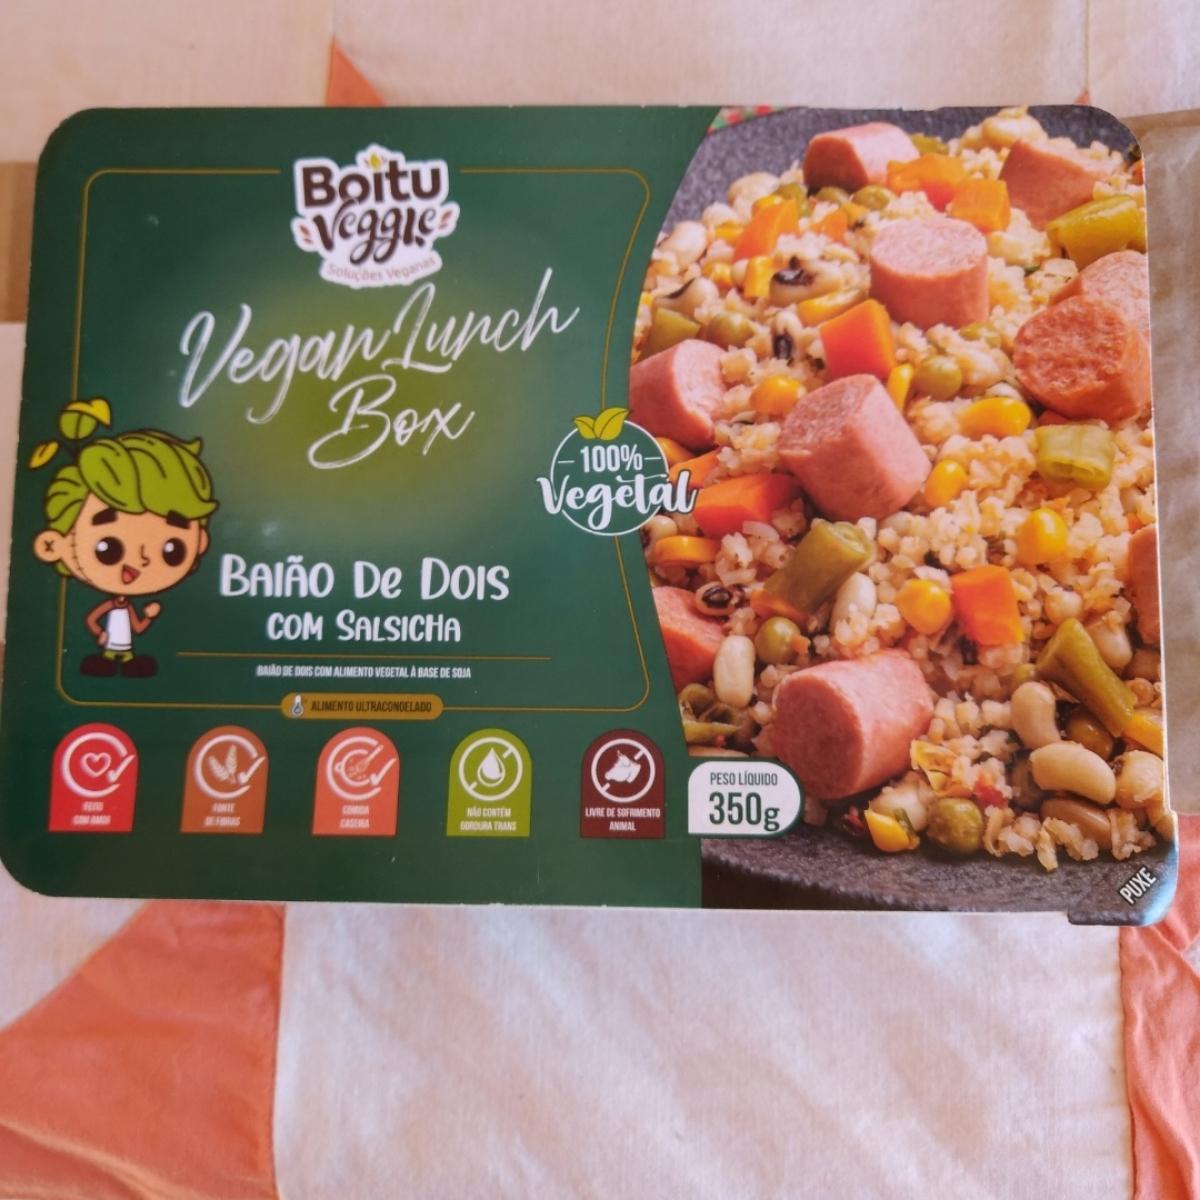 Boitu
Veggie
Soluções Veganas
Vegan Lunch
Box
100%
Vegetal
BAIÃO DE DOIS
COM SALSICHA
BAIÃO DE DOIS COM ALIMENTO VEGETAL À BASE DE SOJA
ALIMENTO ULTRACONGELADO
FEITO
COM AMOR
FONTE
DE FIBRAS
COMIDA
CASEIRA
NÃO CONTÉM
GORDURA TRANS
LIVRE DE SOFRIMENTO
ANIMAL
PESO LÍQUIDO
350g
PUXE